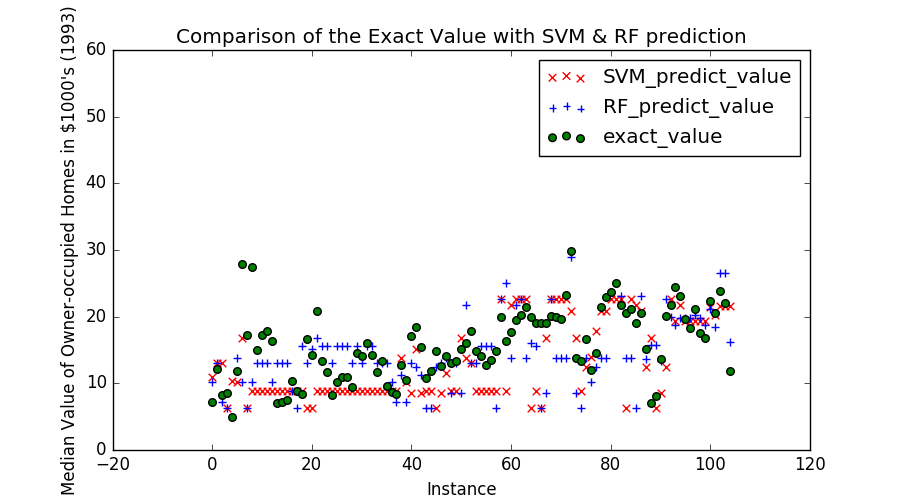 Comparison of the Exact Value with SVM & RF prediction
Median Value of Owner-occupied Homes in $1000's (1993)
60
50
40
30
20
10
0
SVM_predict_value
RF_predict_value
exact_value
−20 0 20 40 60 80 100 120
Instance